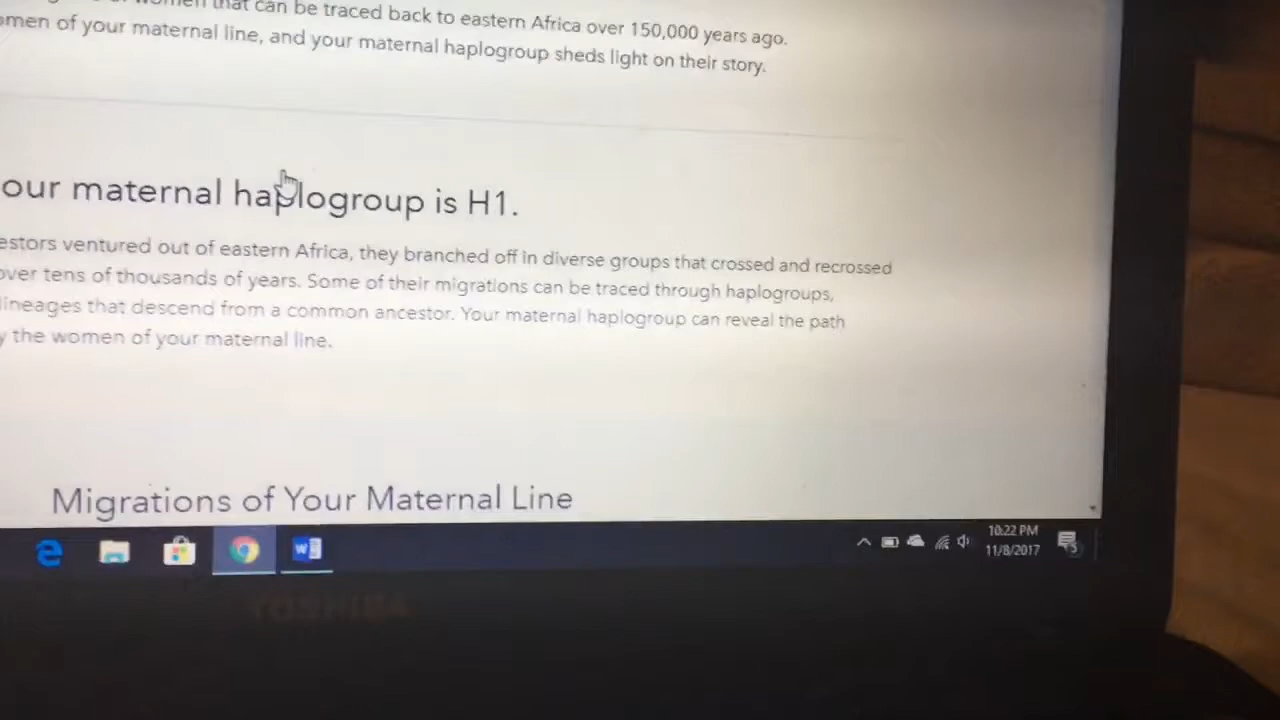 that can be traced back to eastern Africa over 150,000 years ago.
of your maternal line, and your maternal haplogroup sheds light on their story.
our maternal haplogroup is H1.
estors ventured out of eastern Africa, they branched off in diverse groups that crossed and recrossed
over tens of thousands of years. Some of their migrations can be traced through haplogroups,
lineages that descend from a common ancestor. Your maternal haplogroup can reveal the path
the women of your maternal line.
Migrations of Your Maternal Line
10:22 PM
11/8/2017
TOSHIBA